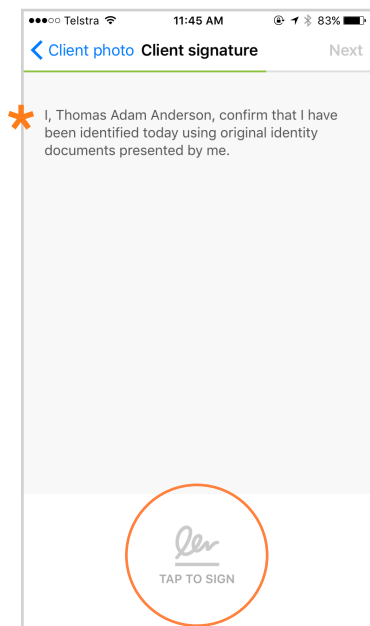 Telstra 11:45 AM 83%
Client photo Client signature Next
* I, Thomas Adam Anderson, confirm that I have
been identified today using original identity
documents presented by me.
TAP TO SIGN